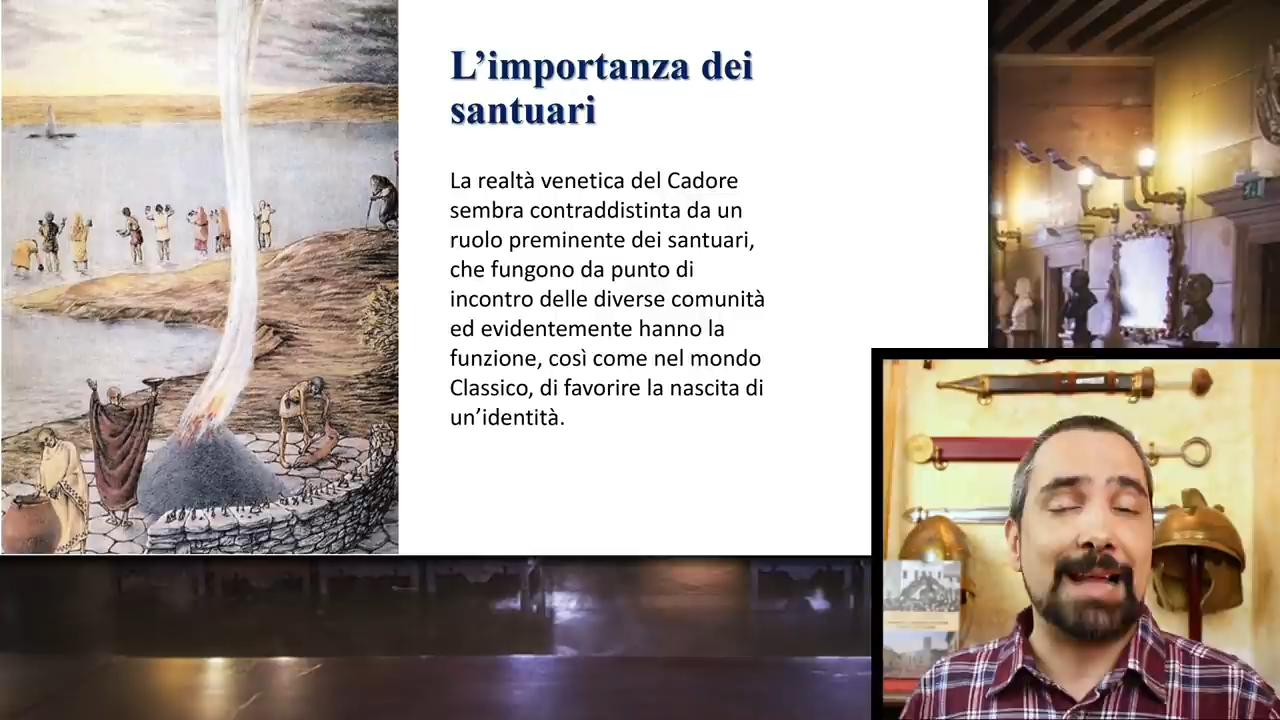 L’importanza dei
santuari
La realtà venetica del Cadore
sembra contraddistinta da un
ruolo preminente dei santuari,
che fungono da punto di
incontro delle diverse comunità
ed evidentemente hanno la
funzione, così come nel mondo
Classico, di favorire la nascita di
un’identità.